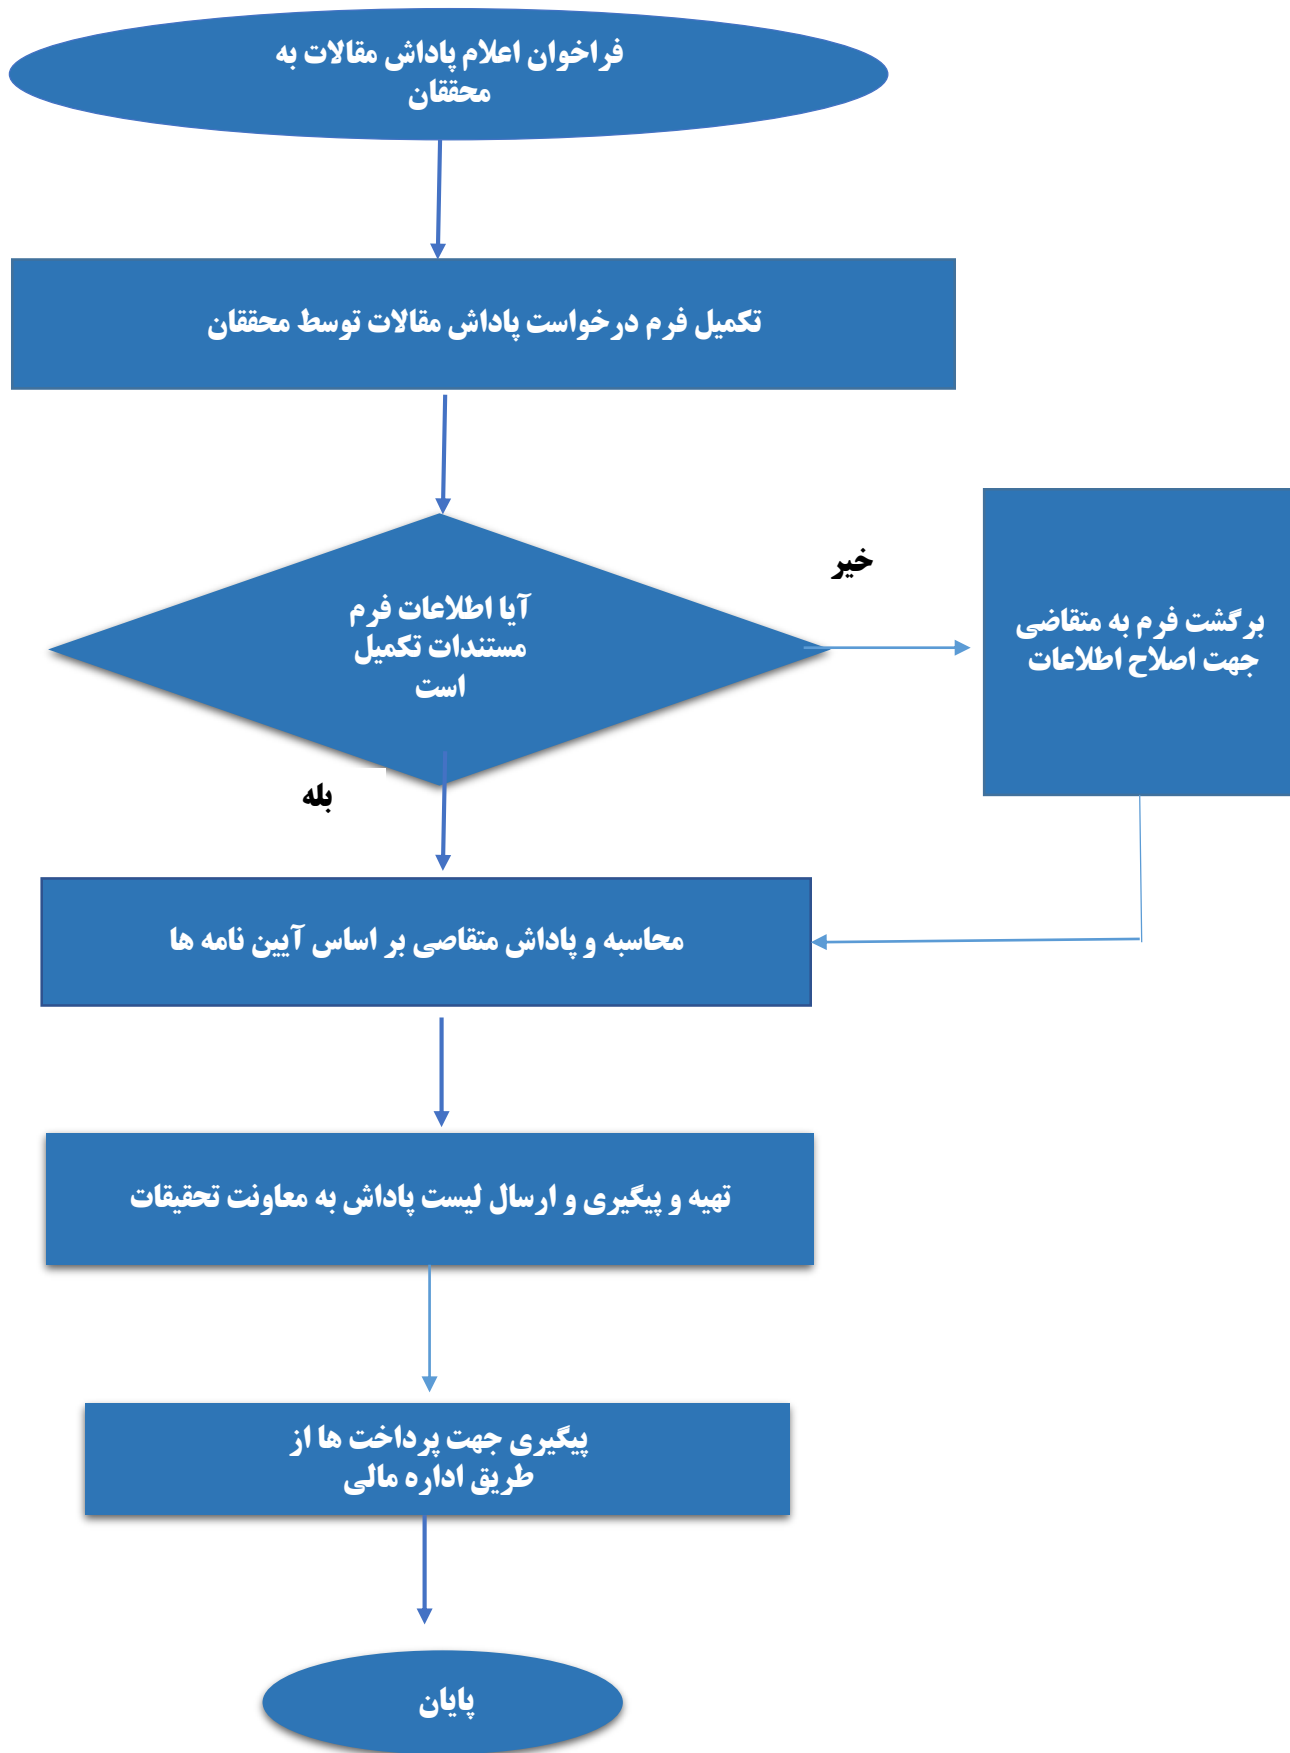 فراخوان اعلام پاداش مقالات به
محققان
تکمیل فرم درخواست پاداش مقالات توسط محققان
آیا اطلاعات فرم
مستندات تکمیل
است
خیر
برگشت فرم به متقاضی
جهت اصلاح اطلاعات
بله
محاسبه و پاداش متقاصی بر اساس آیین نامه ها
تهیه و پیگیری و ارسال لیست پاداش به معاونت تحقیقات
پیگیری جهت پرداخت ها از
طریق اداره مالی
پایان